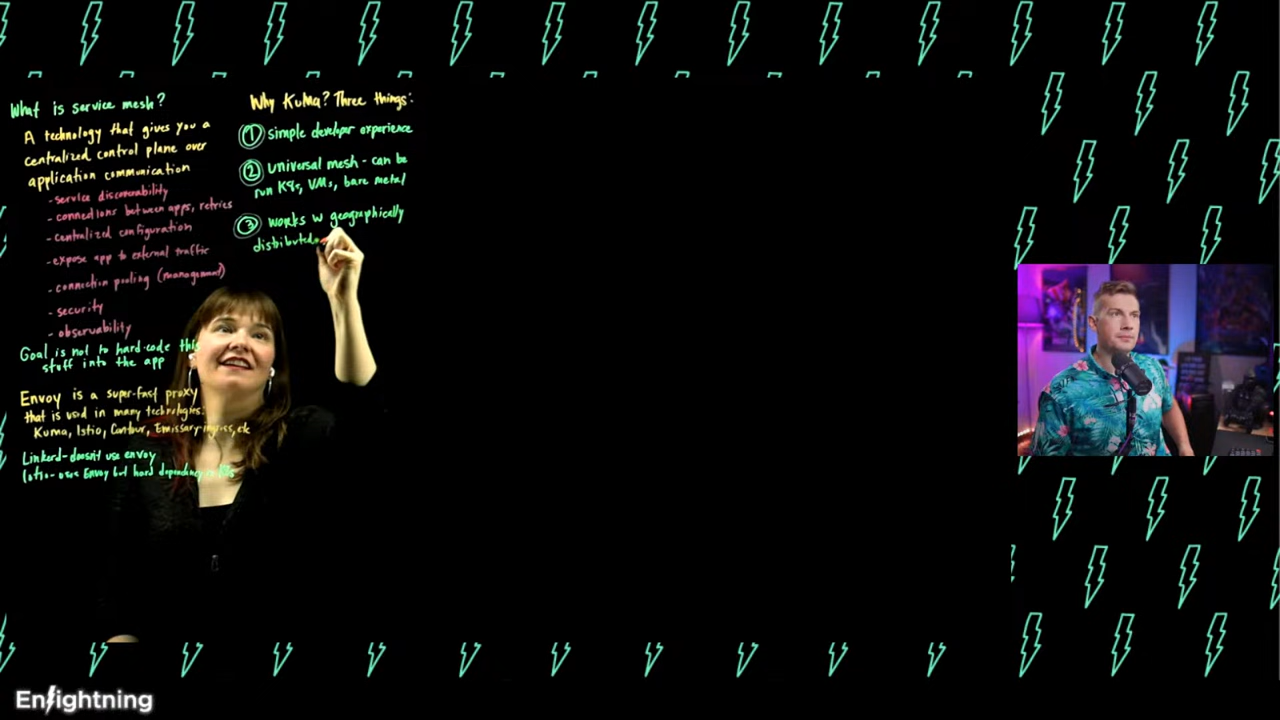 What is service mesh?
A technology that gives you a
centralized control plane over
application communication
- service discoverability
- connections between apps, retries
- centralized configuration
- expose app to external traffic
- connection pooling (management)
- security
- observability
Goal is not to hard-code this
stuff into the app
Envoy is a super-fast proxy
that is used in many technologies:
Kuma, Istio, Contour, Emissary-ingress, etc
Linkerd - doesn't use envoy
Istio - uses Envoy but hard dependency
Why Kuma? Three things:
① simple developer experience
② universal mesh - can be
run K8s, VMs, bare metal
③ works w geographically
distributed
Enlightning